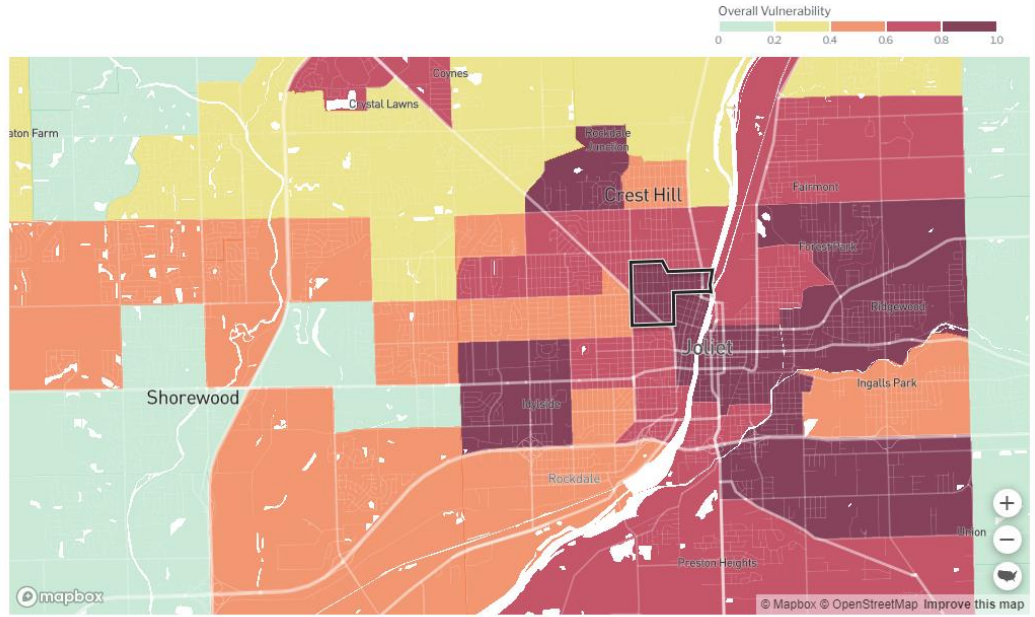 Overall Vulnerability
0 0.2 0.4 0.6 0.8 1.0
Coynes
Crystal Lawns
aton Farm
Rockdale
Junction
Crest Hill
Fairmont
Forest Park
Ridgewood
Joliet
Ingalls Park
Shorewood
Idylside
Rockdale
Union
Preston Heights
mapbox
© Mapbox © OpenStreetMap Improve this map